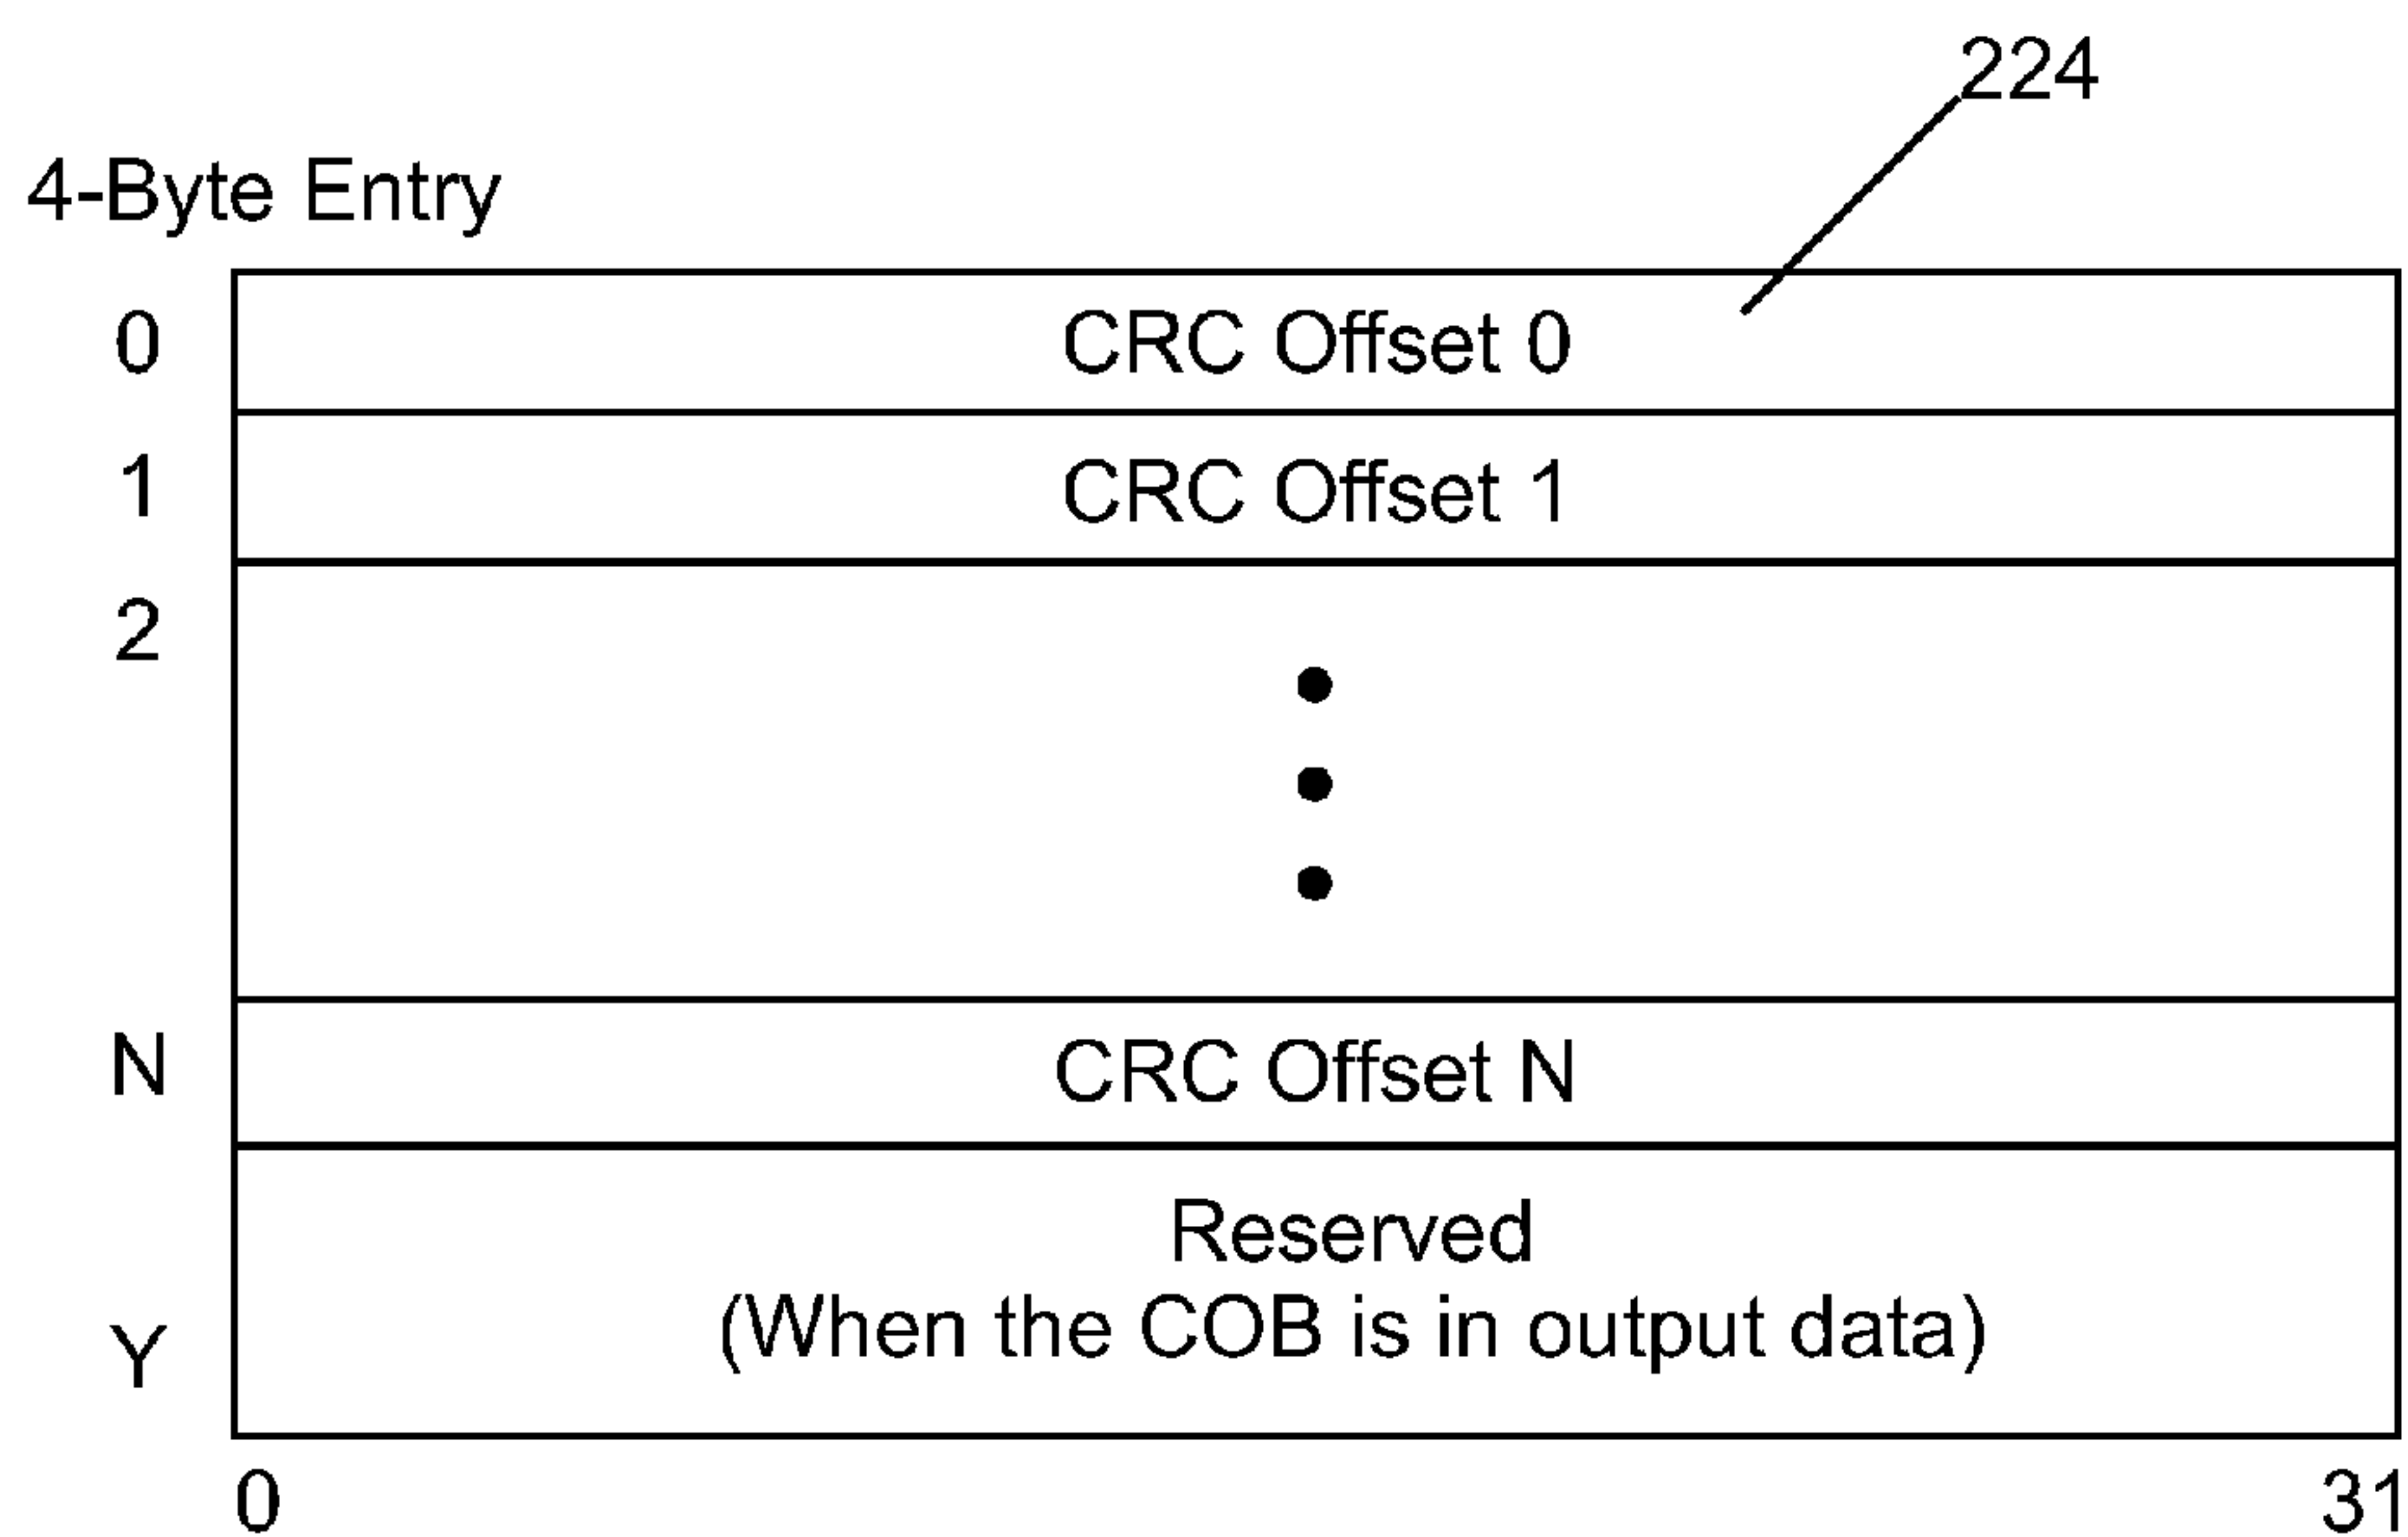 224
4-Byte Entry
0 CRC Offset 0
1 CRC Offset 1
2
N CRC Offset N
Reserved
Y (When the COB is in output data)
0 31